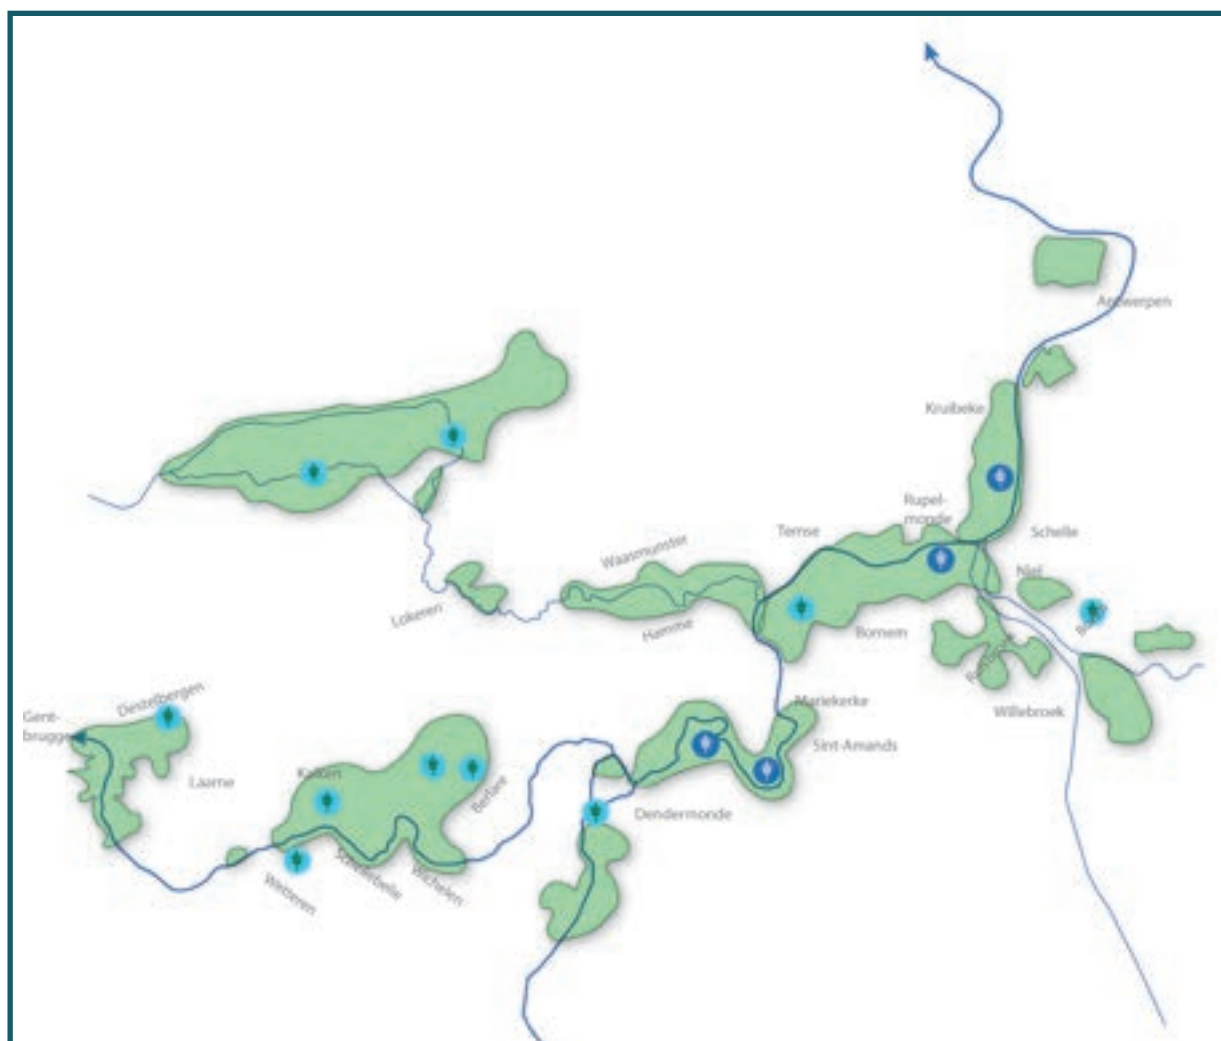 Antwerpen
Kruibeke
Rupel-
monde
Schelle
Temse
Niel
Waasmunster
Lokeren
Hamme
Bornem
Destelbergen
Mariekerke
Willebroek
Gent-
brugge
Sint-Amands
Laarne
Kalken
Berlare
Dendermonde
Schellebelle
Wichelen
Wetteren